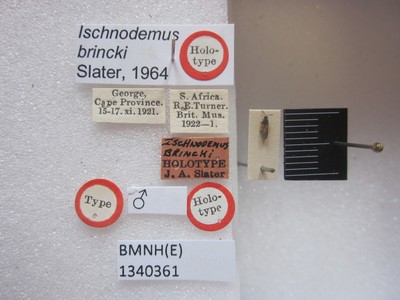 Ischnodemus
brincki
Slater, 1964
Holo-
type
George,
Cape Province.
15-17. xi. 1921.
S. Africa.
R.E.Turner.
Brit. Mus.
1922—1.
ISCHNODEMUS
BRINCKI
HOLOTYPE
J. A. Slater
Type
♂
Holo-
type
BMNH(E)
1340361